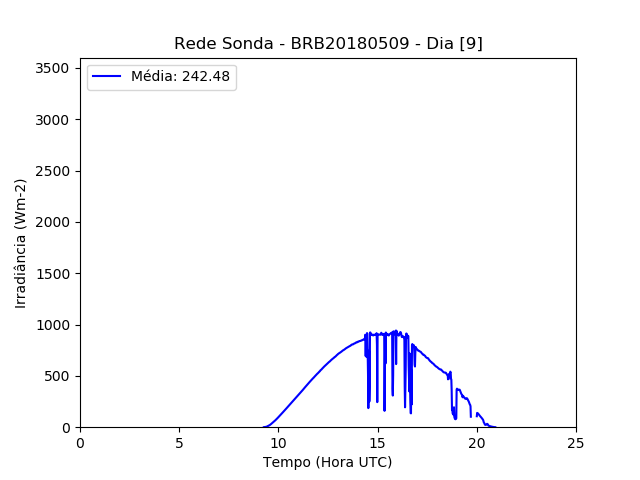 Rede Sonda - BRB20180509 - Dia [9]
Média: 242.48
3500
3000
2500
2000
1500
1000
500
0
Irradiância (Wm-2)
0 5 10 15 20 25
Tempo (Hora UTC)